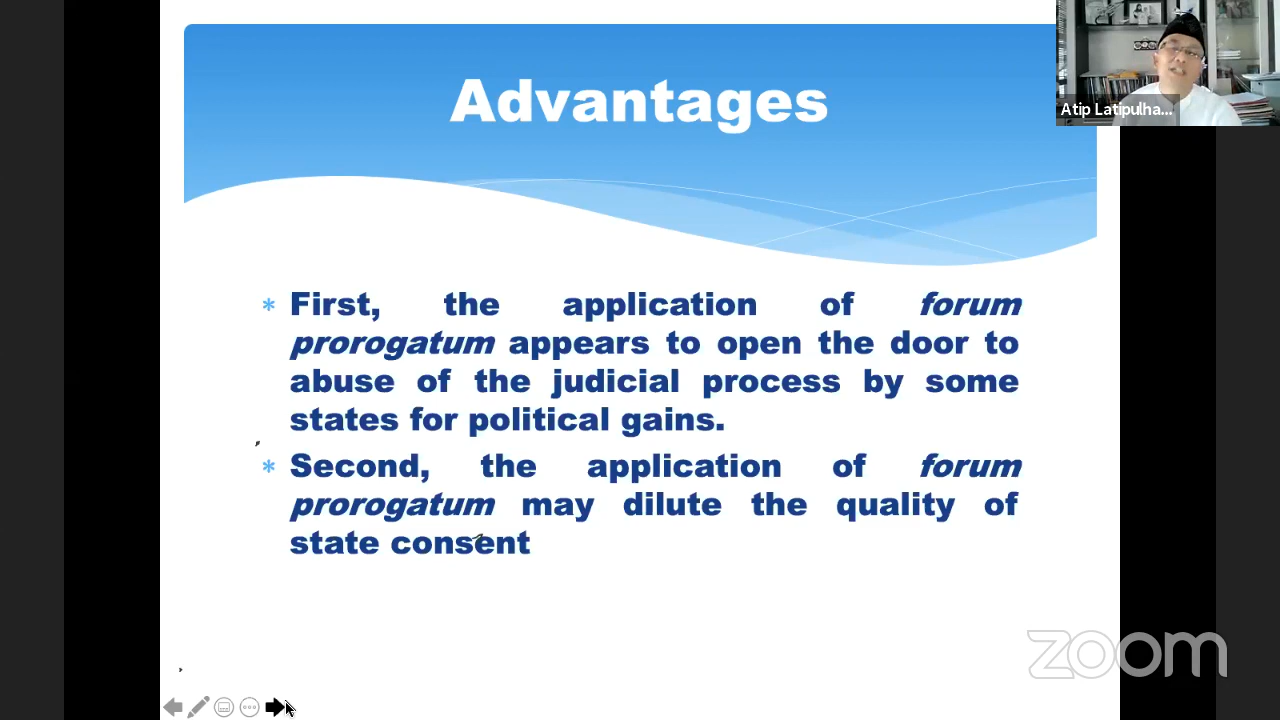 Advantages
Atip Latipulha...
* First, the application of forum
prorogatum appears to open the door to
abuse of the judicial process by some
states for political gains.
* Second, the application of forum
prorogatum may dilute the quality of
state consent
zoom